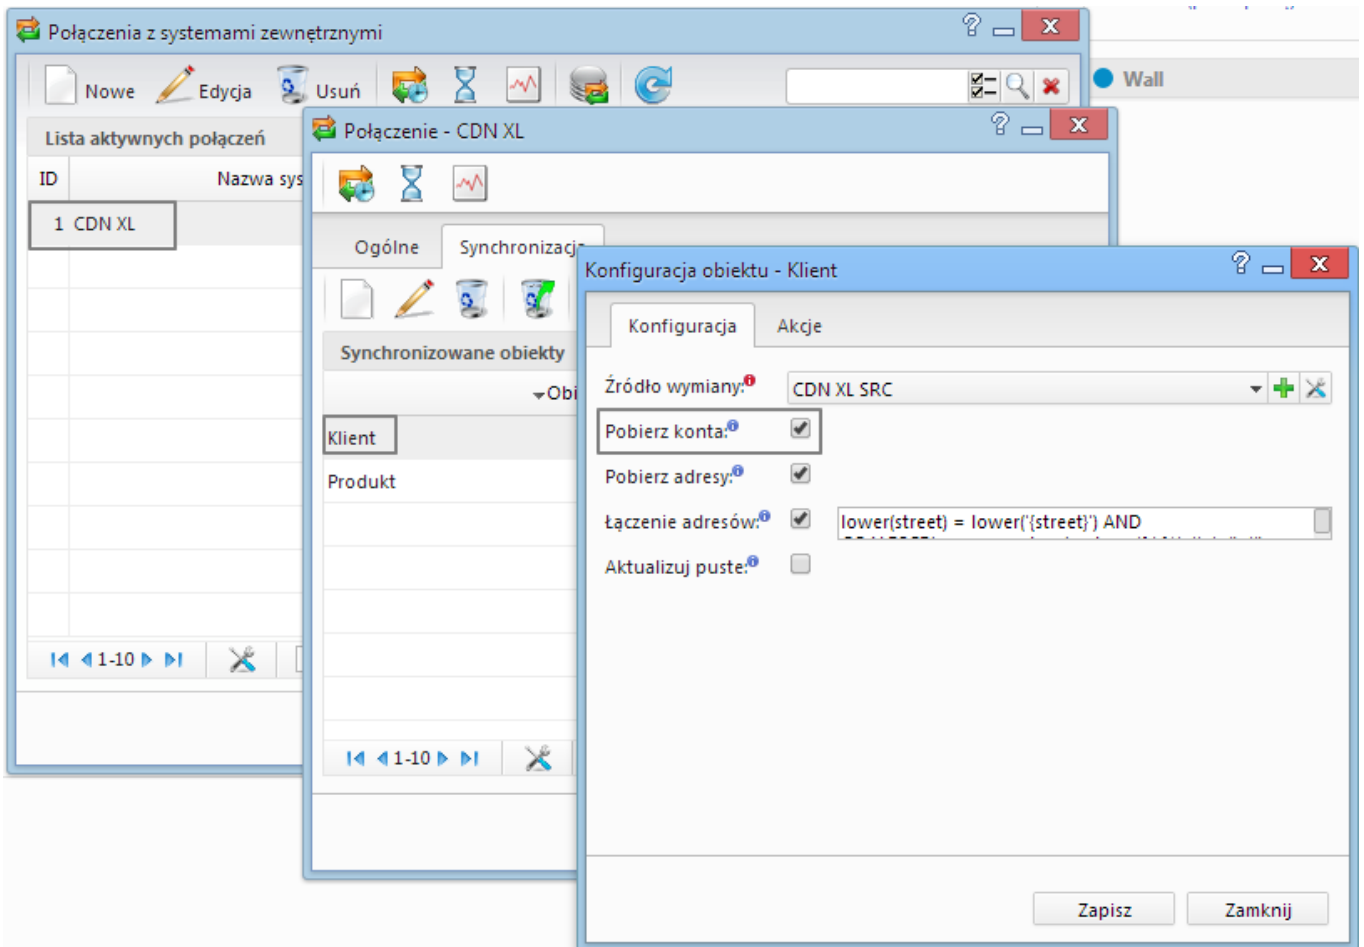 Połączenia z systemami zewnętrznymi
Nowe Edycja Usuń
Wall
Lista aktywnych połączeń
ID Nazwa sys
1 CDN XL
1-10
Połączenie - CDN XL
Ogólne Synchronizacja
Synchronizowane obiekty
Obi
Klient
Produkt
1-10
Konfiguracja obiektu - Klient
Konfiguracja Akcje
Źródło wymiany: CDN XL SRC
Pobierz konta:
Pobierz adresy:
Łączenie adresów: lower(street) = lower('{street}') AND
Aktualizuj puste:
Zapisz Zamknij